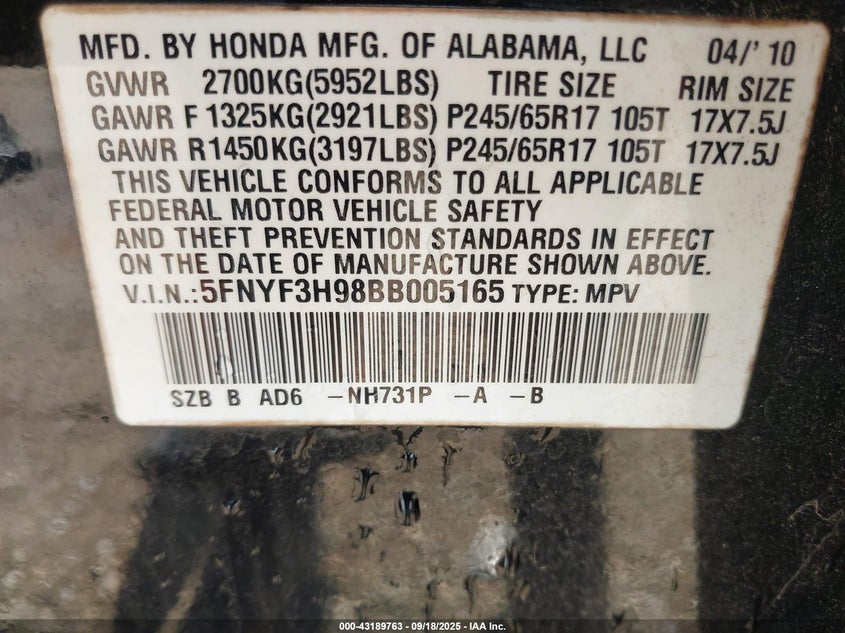 MFD. BY HONDA MFG. OF ALABAMA, LLC 04/'10
GVWR 2700KG(5952LBS) TIRE SIZE RIM SIZE
GAWR F 1325KG(2921LBS) P245/65R17 105T 17X7.5J
GAWR R1450KG(3197LBS) P245/65R17 105T 17X7.5J
THIS VEHICLE CONFORMS TO ALL APPLICABLE
FEDERAL MOTOR VEHICLE SAFETY
AND THEFT PREVENTION STANDARDS IN EFFECT
ON THE DATE OF MANUFACTURE SHOWN ABOVE.
V.I.N.:5FNYF3H98BB005165 TYPE: MPV
SZB B AD6 -NH731P -A -B
000-43189763 - 09/18/2025 - IAA Inc.